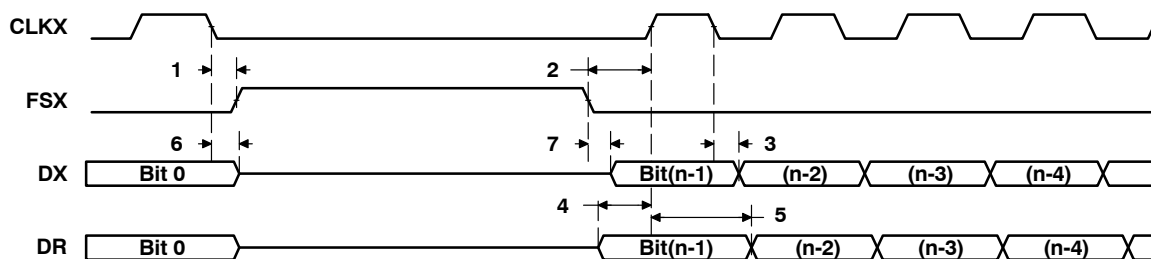 CLKX
1 2
FSX
6 7 3
DX Bit 0 Bit(n-1) (n-2) (n-3) (n-4)
4 5
DR Bit 0 Bit(n-1) (n-2) (n-3) (n-4)